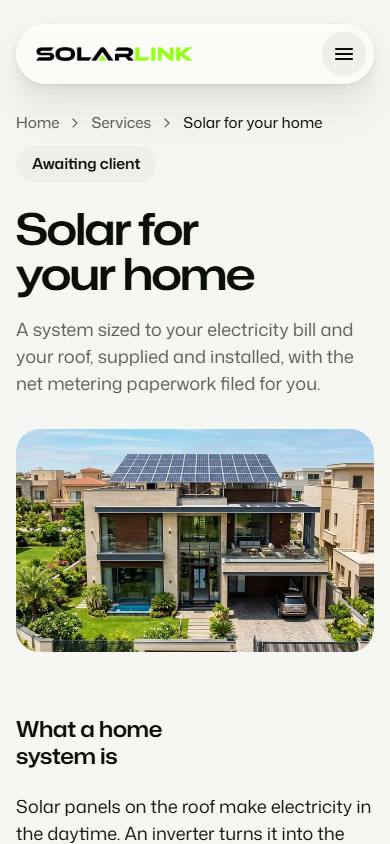 SOLARLINK
Home > Services > Solar for your home
Awaiting client
Solar for
your home
A system sized to your electricity bill and
your roof, supplied and installed, with the
net metering paperwork filed for you.
What a home
system is
Solar panels on the roof make electricity in
the daytime. An inverter turns it into the